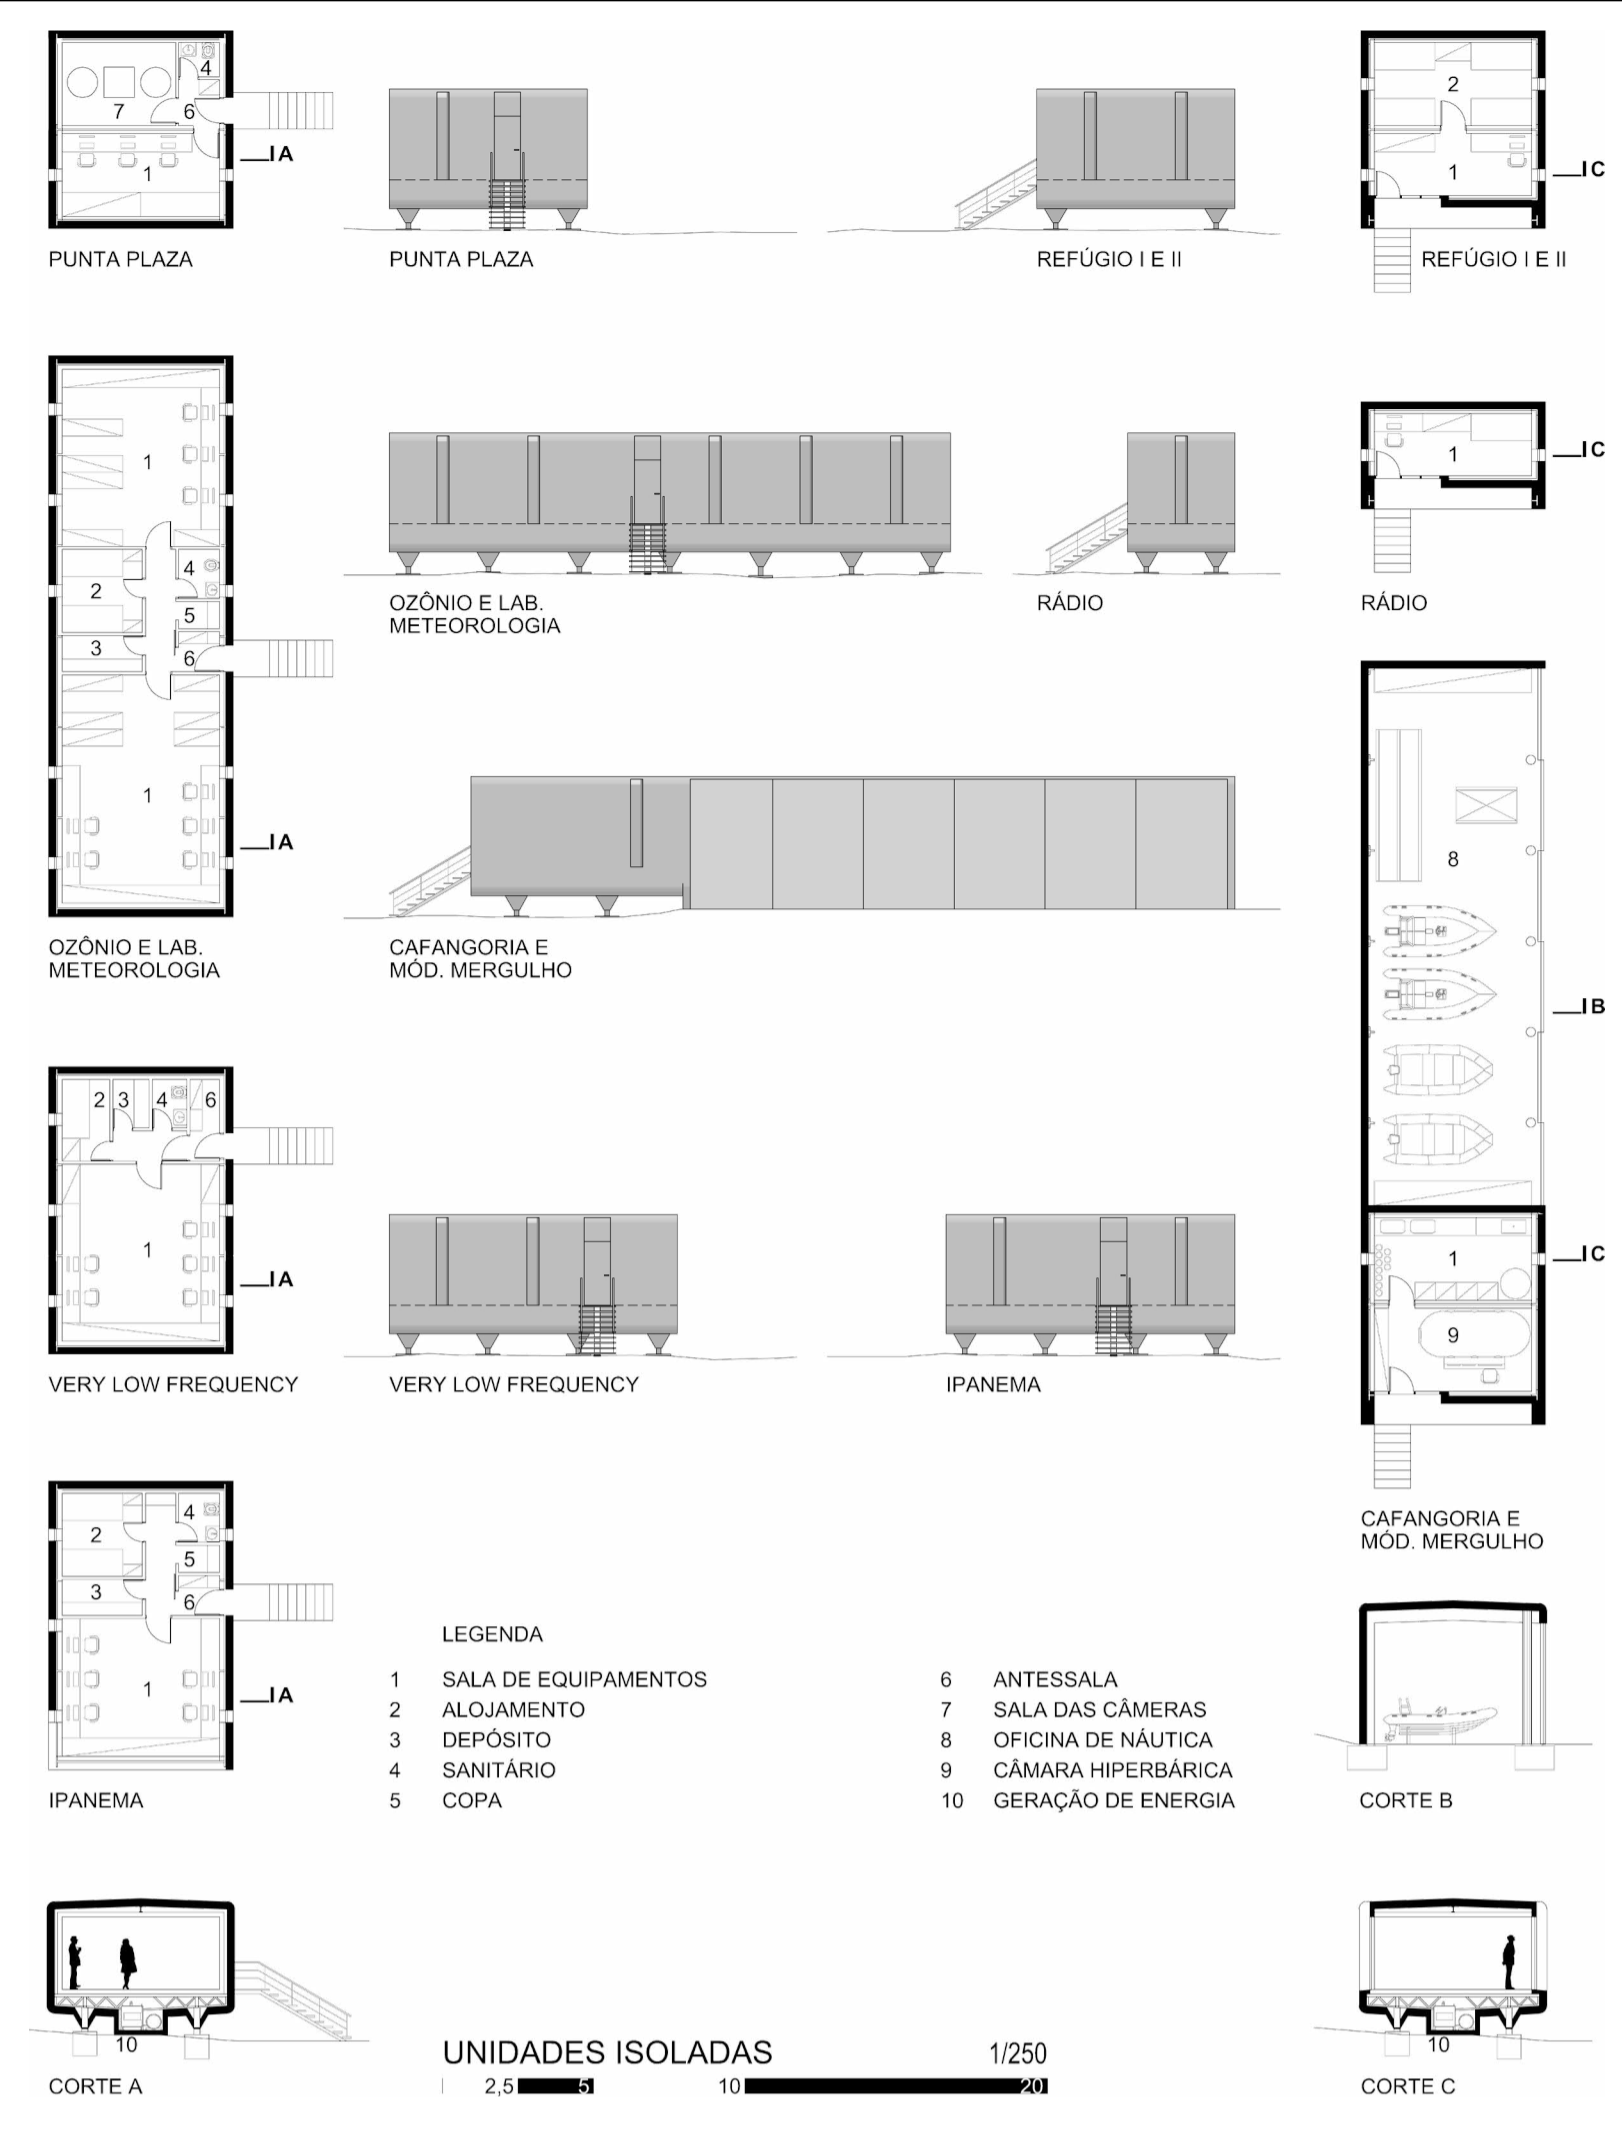 4
7
6
1
IA
PUNTA PLAZA
PUNTA PLAZA
REFÚGIO I E II
2
1
IC
REFÚGIO I E II
1
2
4
5
3
6
1
IA
OZÔNIO E LAB.
METEOROLOGIA
OZÔNIO E LAB.
METEOROLOGIA
RÁDIO
1
IC
RÁDIO
CAFANGORIA E
MÓD. MERGULHO
8
IB
1
IC
9
CAFANGORIA E
MÓD. MERGULHO
2 3 4 6
1
IA
VERY LOW FREQUENCY
VERY LOW FREQUENCY
IPANEMA
4
2
5
3
6
1
IA
IPANEMA
LEGENDA
1 SALA DE EQUIPAMENTOS
2 ALOJAMENTO
3 DEPÓSITO
4 SANITÁRIO
5 COPA
6 ANTESSALA
7 SALA DAS CÂMERAS
8 OFICINA DE NÁUTICA
9 CÂMARA HIPERBÁRICA
10 GERAÇÃO DE ENERGIA
CORTE B
10
CORTE A
UNIDADES ISOLADAS 1/250
2,5 5 10 20
10
CORTE C